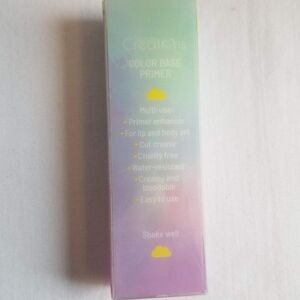 Creations
COLOR BASE
PRIMER
Multi-use:
• Primer enhancer
• For lip and body art
• Cut crease
• Cruelty free
• Water-resistant
• Creamy and
blendable
• Easy to use
Shake well